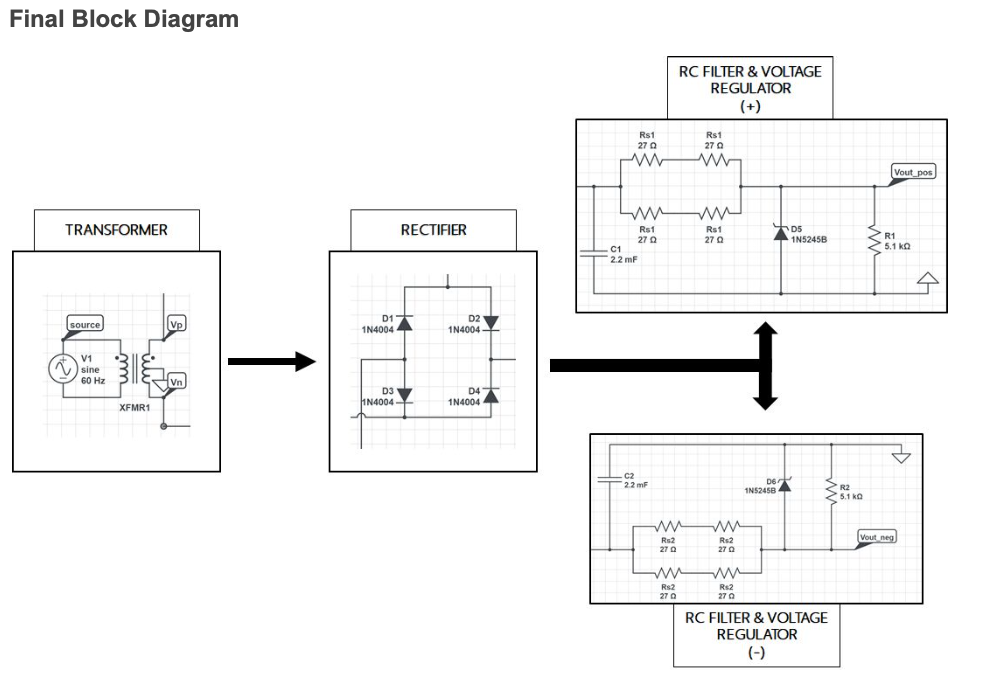 Final Block Diagram
TRANSFORMER
source
Vp
V1
sine
60 Hz
Vn
XFMR1
RECTIFIER
D1
1N4004
D2
1N4004
D3
1N4004
D4
1N4004
RC FILTER & VOLTAGE
REGULATOR
(+)
Rs1
27 Ω
Rs1
27 Ω
Vout_pos
Rs1
27 Ω
Rs1
27 Ω
D5
1N5245B
R1
5.1 kΩ
C1
2.2 mF
C2
2.2 mF
D6
1N5245B
R2
5.1 kΩ
Rs2
27 Ω
Rs2
27 Ω
Vout_neg
Rs2
27 Ω
Rs2
27 Ω
RC FILTER & VOLTAGE
REGULATOR
(-)